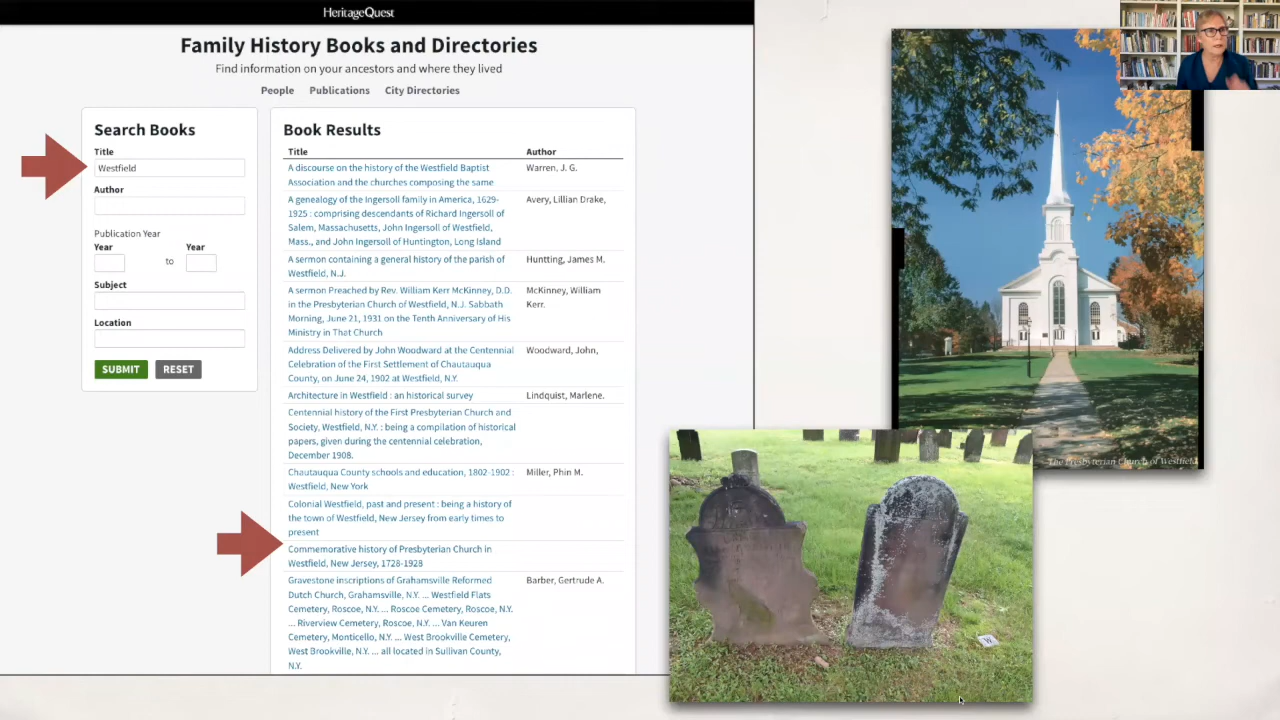 HeritageQuest
Family History Books and Directories
Find information on your ancestors and where they lived
People Publications City Directories
Search Books
Title
Westfield
Author
Publication Year
Year Year
to
Subject
Location
SUBMIT RESET
Book Results
Title Author
A discourse on the history of the Westfield Baptist Warren, J. G.
Association and the churches composing the same
A genealogy of the Ingersoll family in America, 1629- Avery, Lillian Drake,
1925 : comprising descendants of Richard Ingersoll of
Salem, Massachusetts, John Ingersoll of Westfield,
Mass., and John Ingersoll of Huntington, Long Island
A sermon containing a general history of the parish of Huntting, James M.
Westfield, N.J.
A sermon Preached by Rev. William Kerr McKinney, D.D. McKinney, William
in the Presbyterian Church of Westfield, N.J. Sabbath Kerr.
Morning, June 21, 1931 on the Tenth Anniversary of His
Ministry in That Church
Address Delivered by John Woodward at the Centennial Woodward, John,
Celebration of the First Settlement of Chautauqua
County, on June 24, 1902 at Westfield, N.Y.
Architecture in Westfield : an historical survey Lindquist, Marlene.
Centennial history of the First Presbyterian Church and
Society, Westfield, N.Y. : being a compilation of historical
papers, given during the centennial celebration,
December 1908.
Chautauqua County schools and education, 1802-1902 : Miller, Phin M.
Westfield, New York
Colonial Westfield, past and present : being a history of
the town of Westfield, New Jersey from early times to
present
Commemorative history of Presbyterian Church in
Westfield, New Jersey, 1728-1928
Gravestone inscriptions of Grahamsville Reformed Barber, Gertrude A.
Dutch Church, Grahamsville, N.Y. ... Westfield Flats
Cemetery, Roscoe, N.Y. ... Roscoe Cemetery, Roscoe, N.Y.
... Riverview Cemetery, Roscoe, N.Y. ... Van Keuren
Cemetery, Monticello, N.Y. ... West Brookville Cemetery,
West Brookville, N.Y. ... all located in Sullivan County,
N.Y.
The Presbyterian Church of Westfield
W